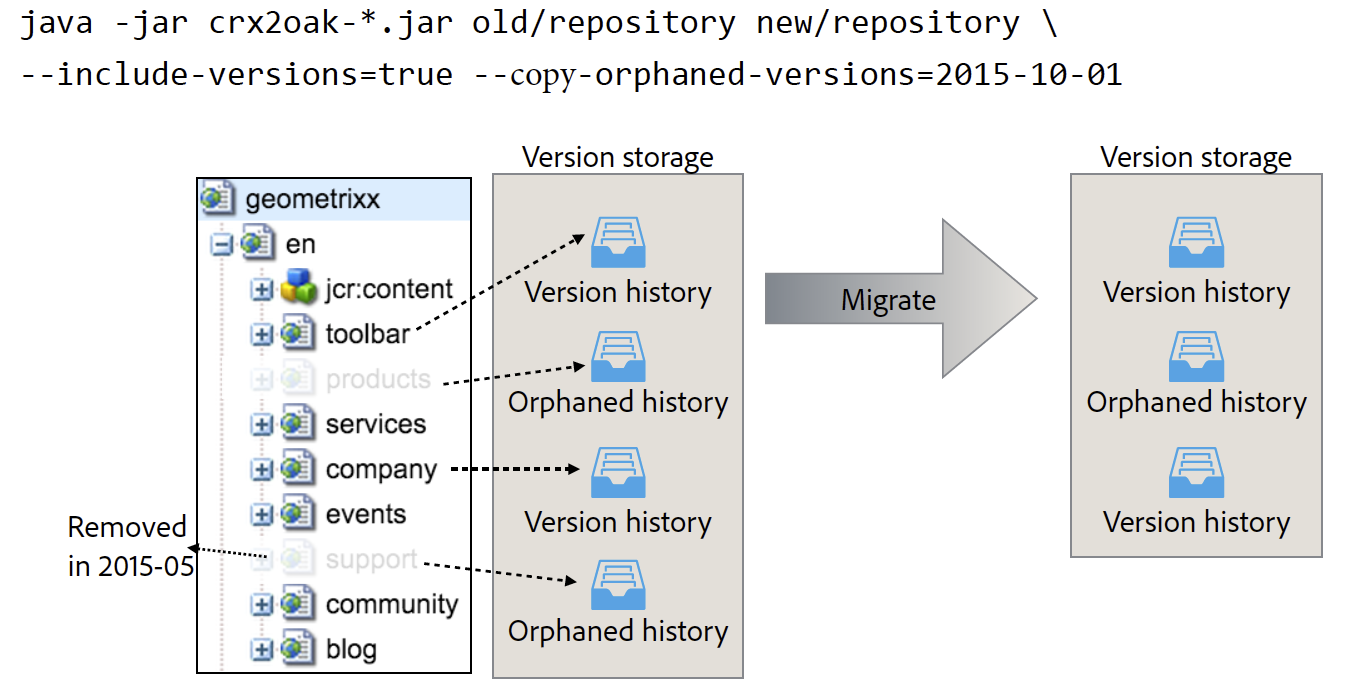 java -jar crx2oak-*.jar old/repository new/repository \
--include-versions=true --copy-orphaned-versions=2015-10-01
Version storage
Version storage
geometrixx
en
jcr:content
toolbar
products
services
company
events
support
community
blog
Removed
in 2015-05
Version history
Orphaned history
Version history
Orphaned history
Migrate
Version history
Orphaned history
Version history